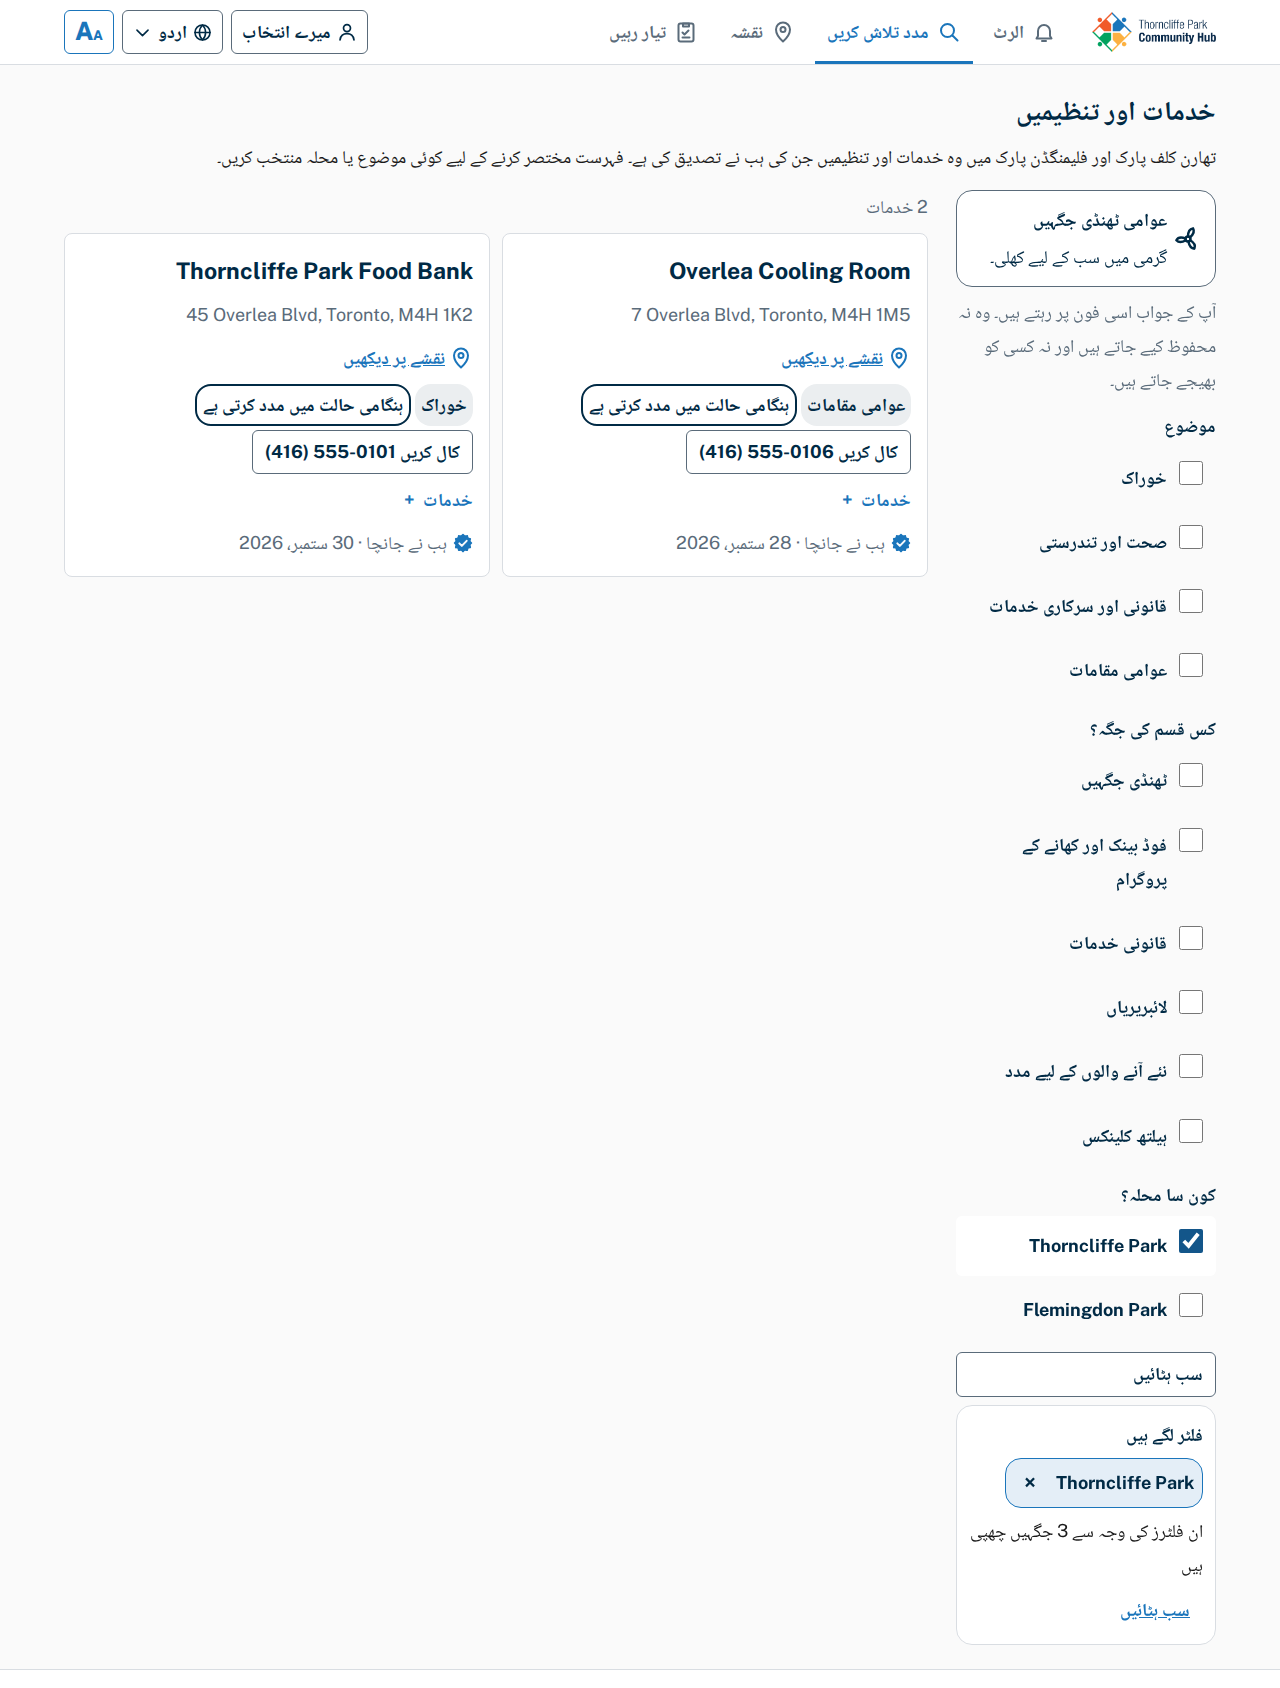 Thorncliffe Park
Community Hub
الرٹ
مدد تلاش کریں
نقشہ
تیار رہیں
میرے انتخاب
اردو
AA
خدمات اور تنظیمیں
تھارن کلف پارک اور فلیمنگڈن پارک میں وہ خدمات اور تنظیمیں جن کی ہب نے تصدیق کی ہے۔ فہرست مختصر کرنے کے لیے کوئی موضوع یا محلہ منتخب کریں۔
عوامی ٹھنڈی جگہیں
گرمی میں سب کے لیے کھلی۔
آپ کے جواب اسی فون پر رہتے ہیں۔ وہ نہ
محفوظ کیے جاتے ہیں اور نہ کسی کو
بھیجے جاتے ہیں۔
موضوع
خوراک
صحت اور تندرستی
قانونی اور سرکاری خدمات
عوامی مقامات
کس قسم کی جگہ؟
ٹھنڈی جگہیں
فوڈ بینک اور کھانے کے
پروگرام
قانونی خدمات
لائبریریاں
نئے آنے والوں کے لیے مدد
ہیلتھ کلینکس
کون سا محلہ؟
Thorncliffe Park
Flemingdon Park
سب ہٹائیں
فلٹر لگے ہیں
Thorncliffe Park ×
ان فلٹرز کی وجہ سے 3 جگہیں چھپی
ہیں
سب ہٹائیں
2 خدمات
Overlea Cooling Room
7 Overlea Blvd, Toronto, M4H 1M5
نقشے پر دیکھیں
عوامی مقامات
ہنگامی حالت میں مدد کرتی ہے
کال کریں (416) 555-0106
خدمات +
ہب نے جانچا · 28 ستمبر، 2026
Thorncliffe Park Food Bank
45 Overlea Blvd, Toronto, M4H 1K2
نقشے پر دیکھیں
خوراک
ہنگامی حالت میں مدد کرتی ہے
کال کریں (416) 555-0101
خدمات +
ہب نے جانچا · 30 ستمبر، 2026